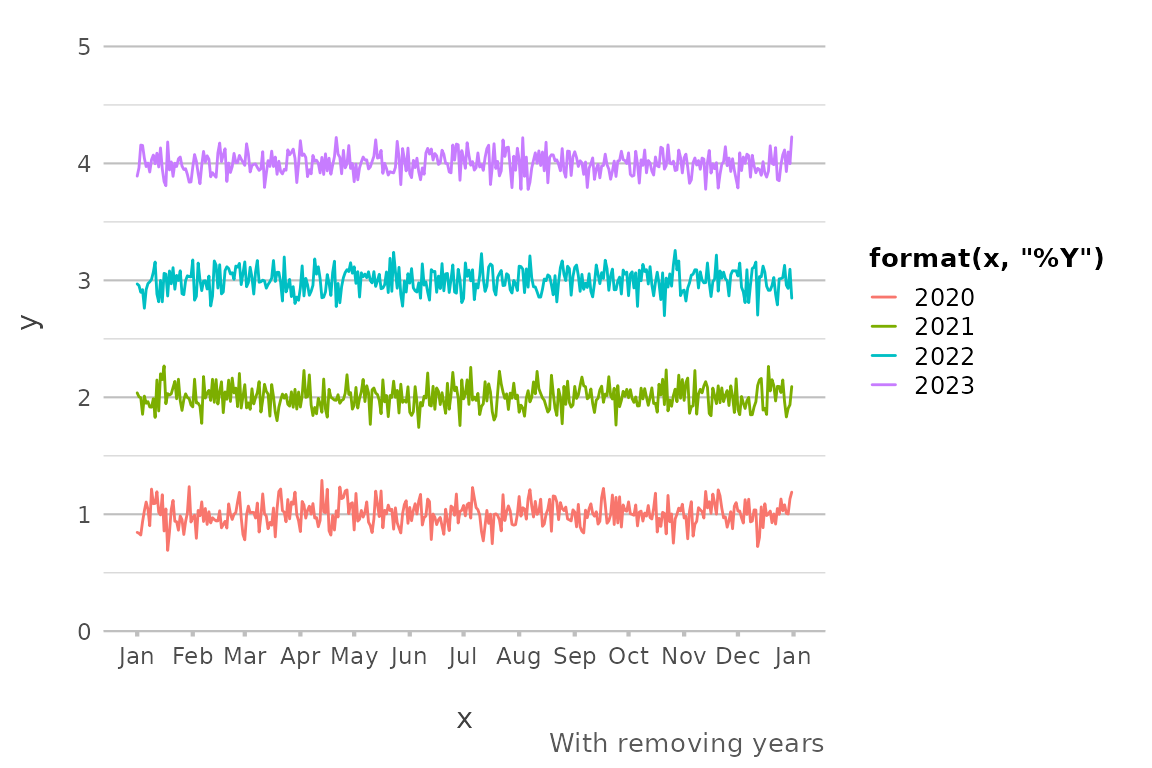 5
4
3
2
1
0
y
Jan Feb Mar Apr May Jun Jul Aug Sep Oct Nov Dec Jan
x
With removing years
format(x, "%Y")
2020
2021
2022
2023